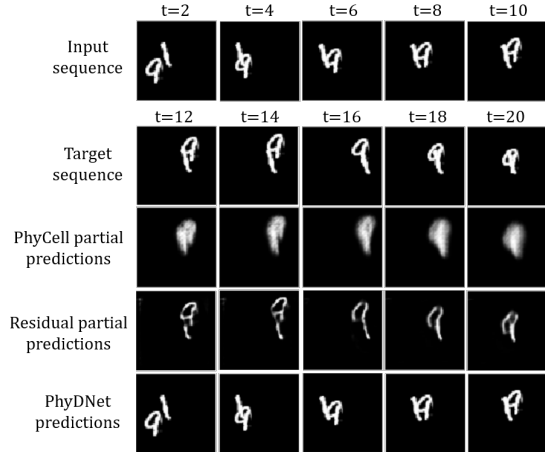 t=2 t=4 t=6 t=8 t=10
Input
sequence
t=12 t=14 t=16 t=18 t=20
Target
sequence
PhyCell partial
predictions
Residual partial
predictions
PhyDNet
predictions